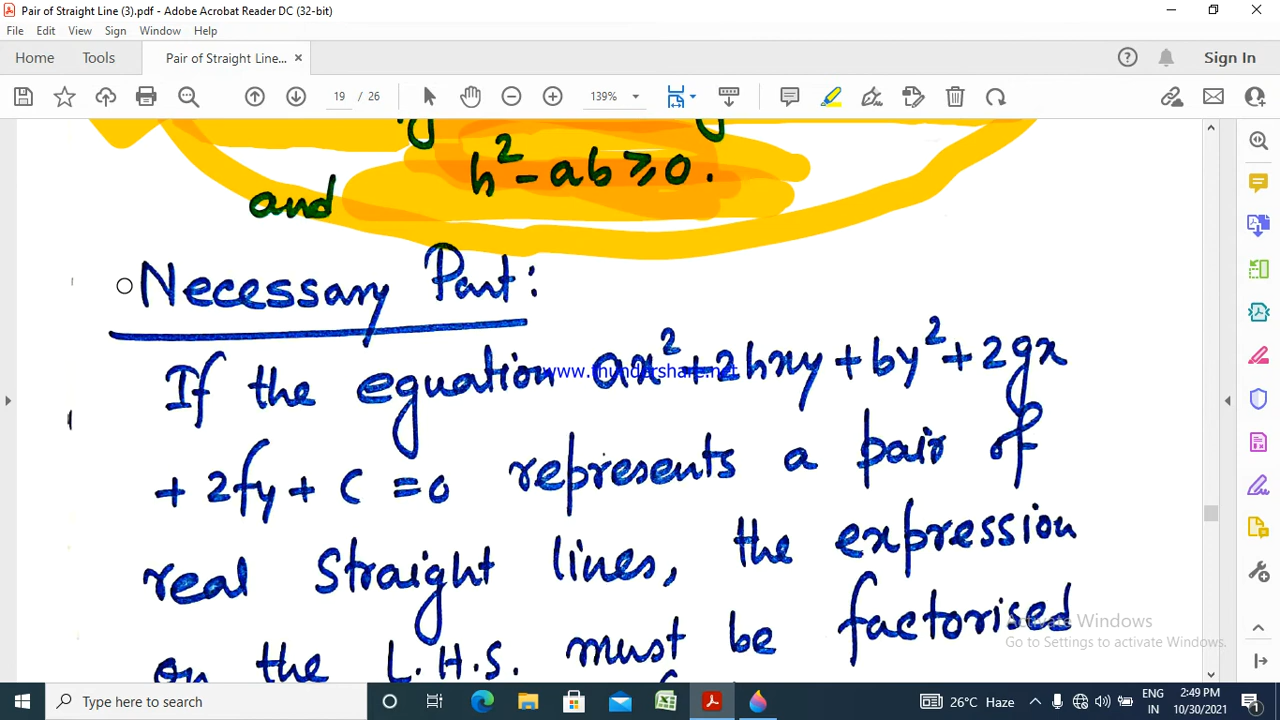 Pair of Straight Line (3).pdf - Adobe Acrobat Reader DC (32-bit)
File Edit View Sign Window Help
Home Tools Pair of Straight Line... × Sign In
19 / 26 139%
and h² - ab ≥ 0.
Necessary Part:
If the equation ax² + 2hxy + by² + 2gx
www.thundershare.net
+ 2fy + c = 0 represents a pair of
real straight lines, the expression
on the L.H.S. must be factorised
Activate Windows
Go to Settings to activate Windows.
Type here to search 26°C Haze ENG IN 2:49 PM 10/30/2021